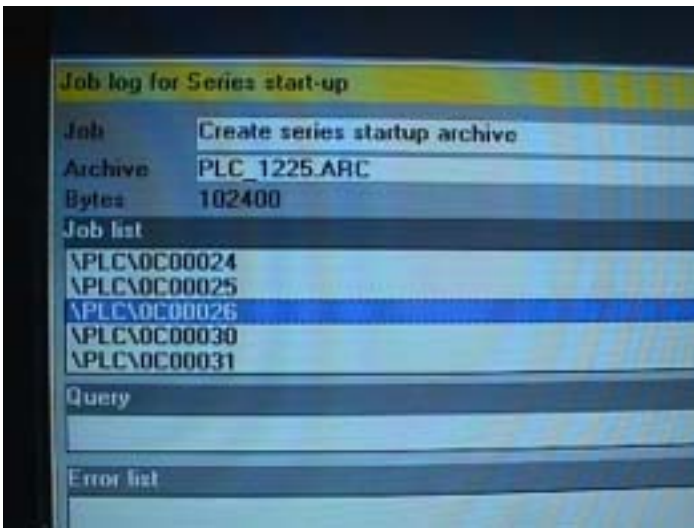 Job log for Series start-up
Job Create series startup archive
Archive PLC_1225.ARC
Bytes 102400
Job list
\PLC\0C00024
\PLC\0C00025
\PLC\0C00026
\PLC\0C00030
\PLC\0C00031
Query
Error list